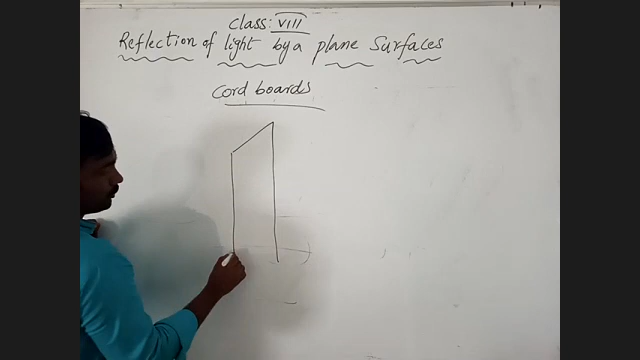 Class: VIII
Reflection of light by a plane Surfaces
Cord boards